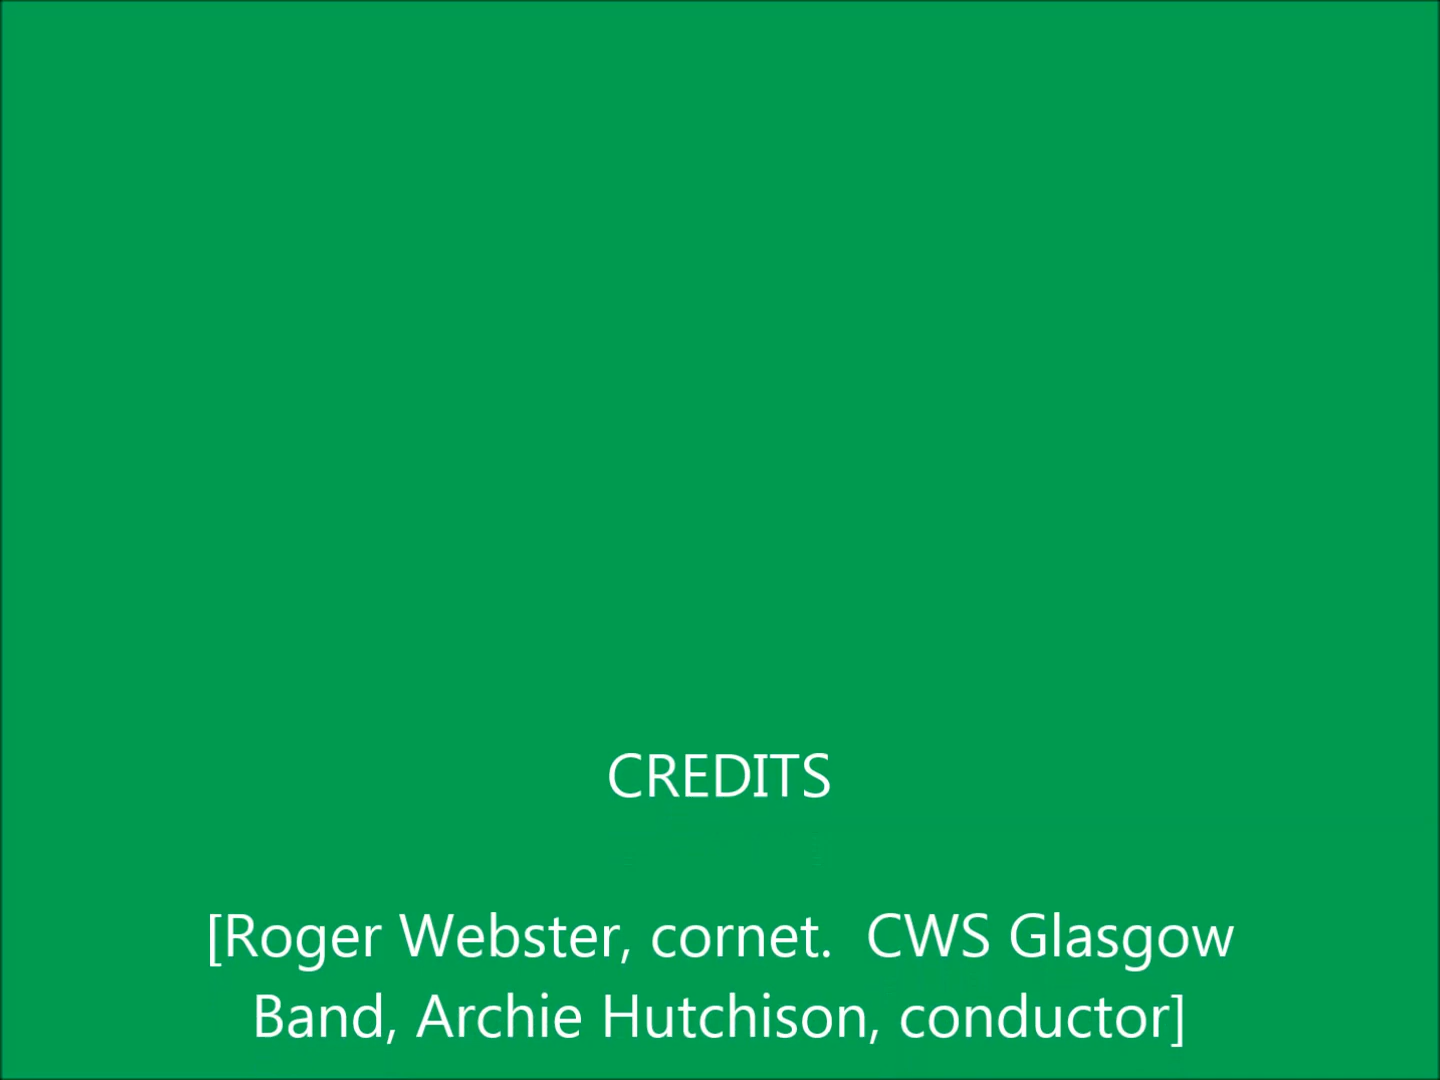 CREDITS
[Roger Webster, cornet.  CWS Glasgow
Band, Archie Hutchison, conductor]